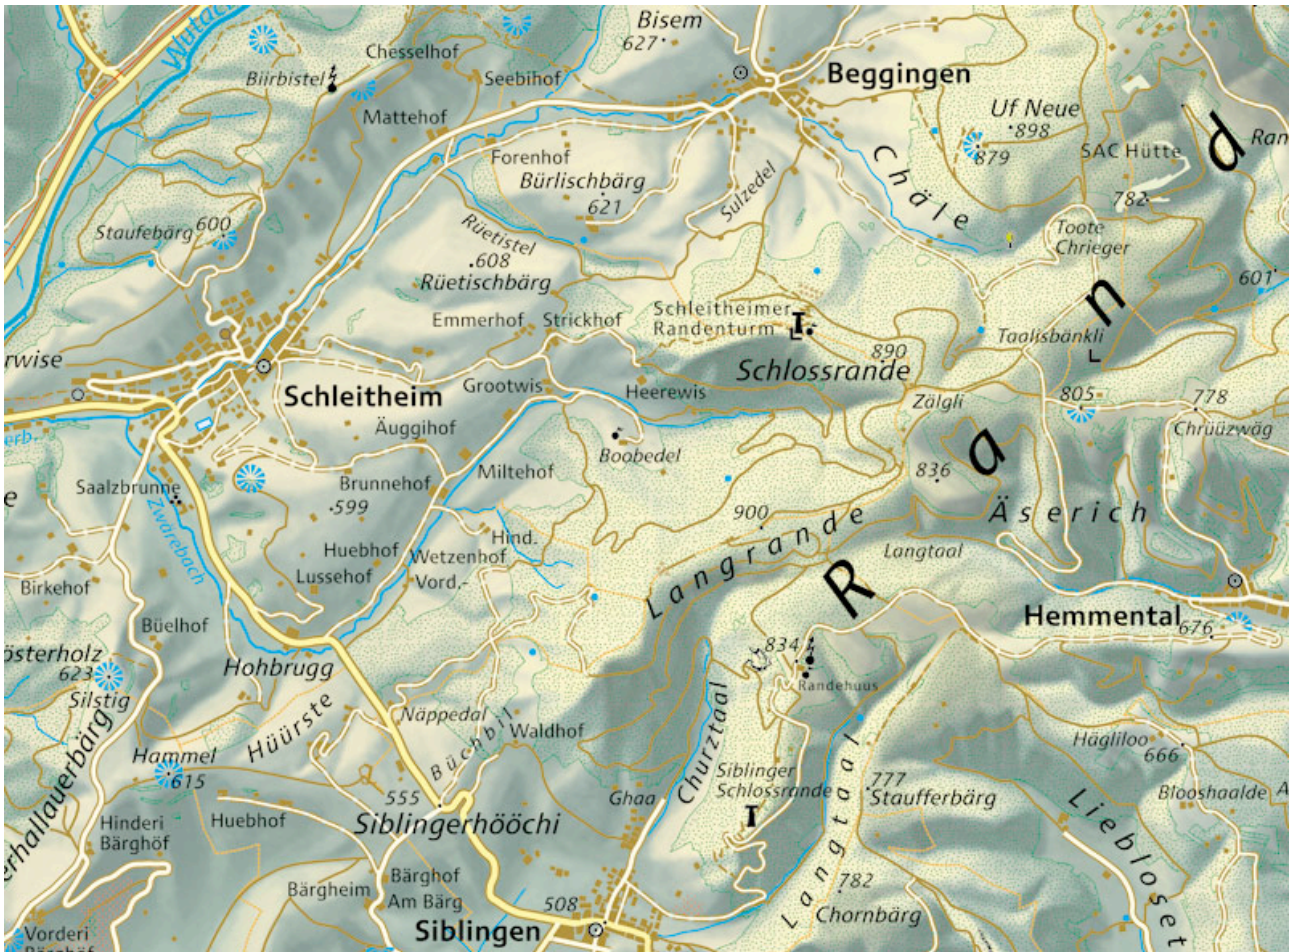 Wutach
Bisem
627
Chesselhof
Biirbistel
Seebihof
Beggingen
Mattehof
Uf Neue
898
879
Ran
SAC Hütte
Forenhof
Bürlischbärg
621
Sulzedel
Chäle
782
Staufebärg 600
Rüetistel
608
Rüetischbärg
Toote
Chrieger
601
Schleitheimer
Randenturm
Emmerhof
Strickhof
Taalisbänkli
890
Schlossrande
rwise
Schleitheim
Grootwis
Heerewis
Zälgli
805
778
Chrüüzwäg
erb.
Äuggihof
Boobedel
836
Saalzbrunne
Brunnehof
Miltehof
599
e
Zwärebach
900
Äserich
Huebhof
Wetzenhof
Hind.
Vord.-
Lussehof
Langrande
Langtaal
Randen
Birkehof
Hemmental
676
Büelhof
österholz
623
Silstig
Hohbrugg
834
Randehuus
Näppedal
Büchbil
Waldhof
Churztaal
Hüürste
Hammel
615
erhallauerbärg
Hägliloo
666
Siblinger
Schlossrande
777
Staufferbärg
Langtaal
Blooshaalde
A
555
Siblingerhööchi
Ghaa
Liebloset
Hinderi
Bärghöf
Huebhof
Bärgheim
Bärghof
Am Bärg
782
Chornbärg
508
Siblingen
Vorderi
Bärghöf